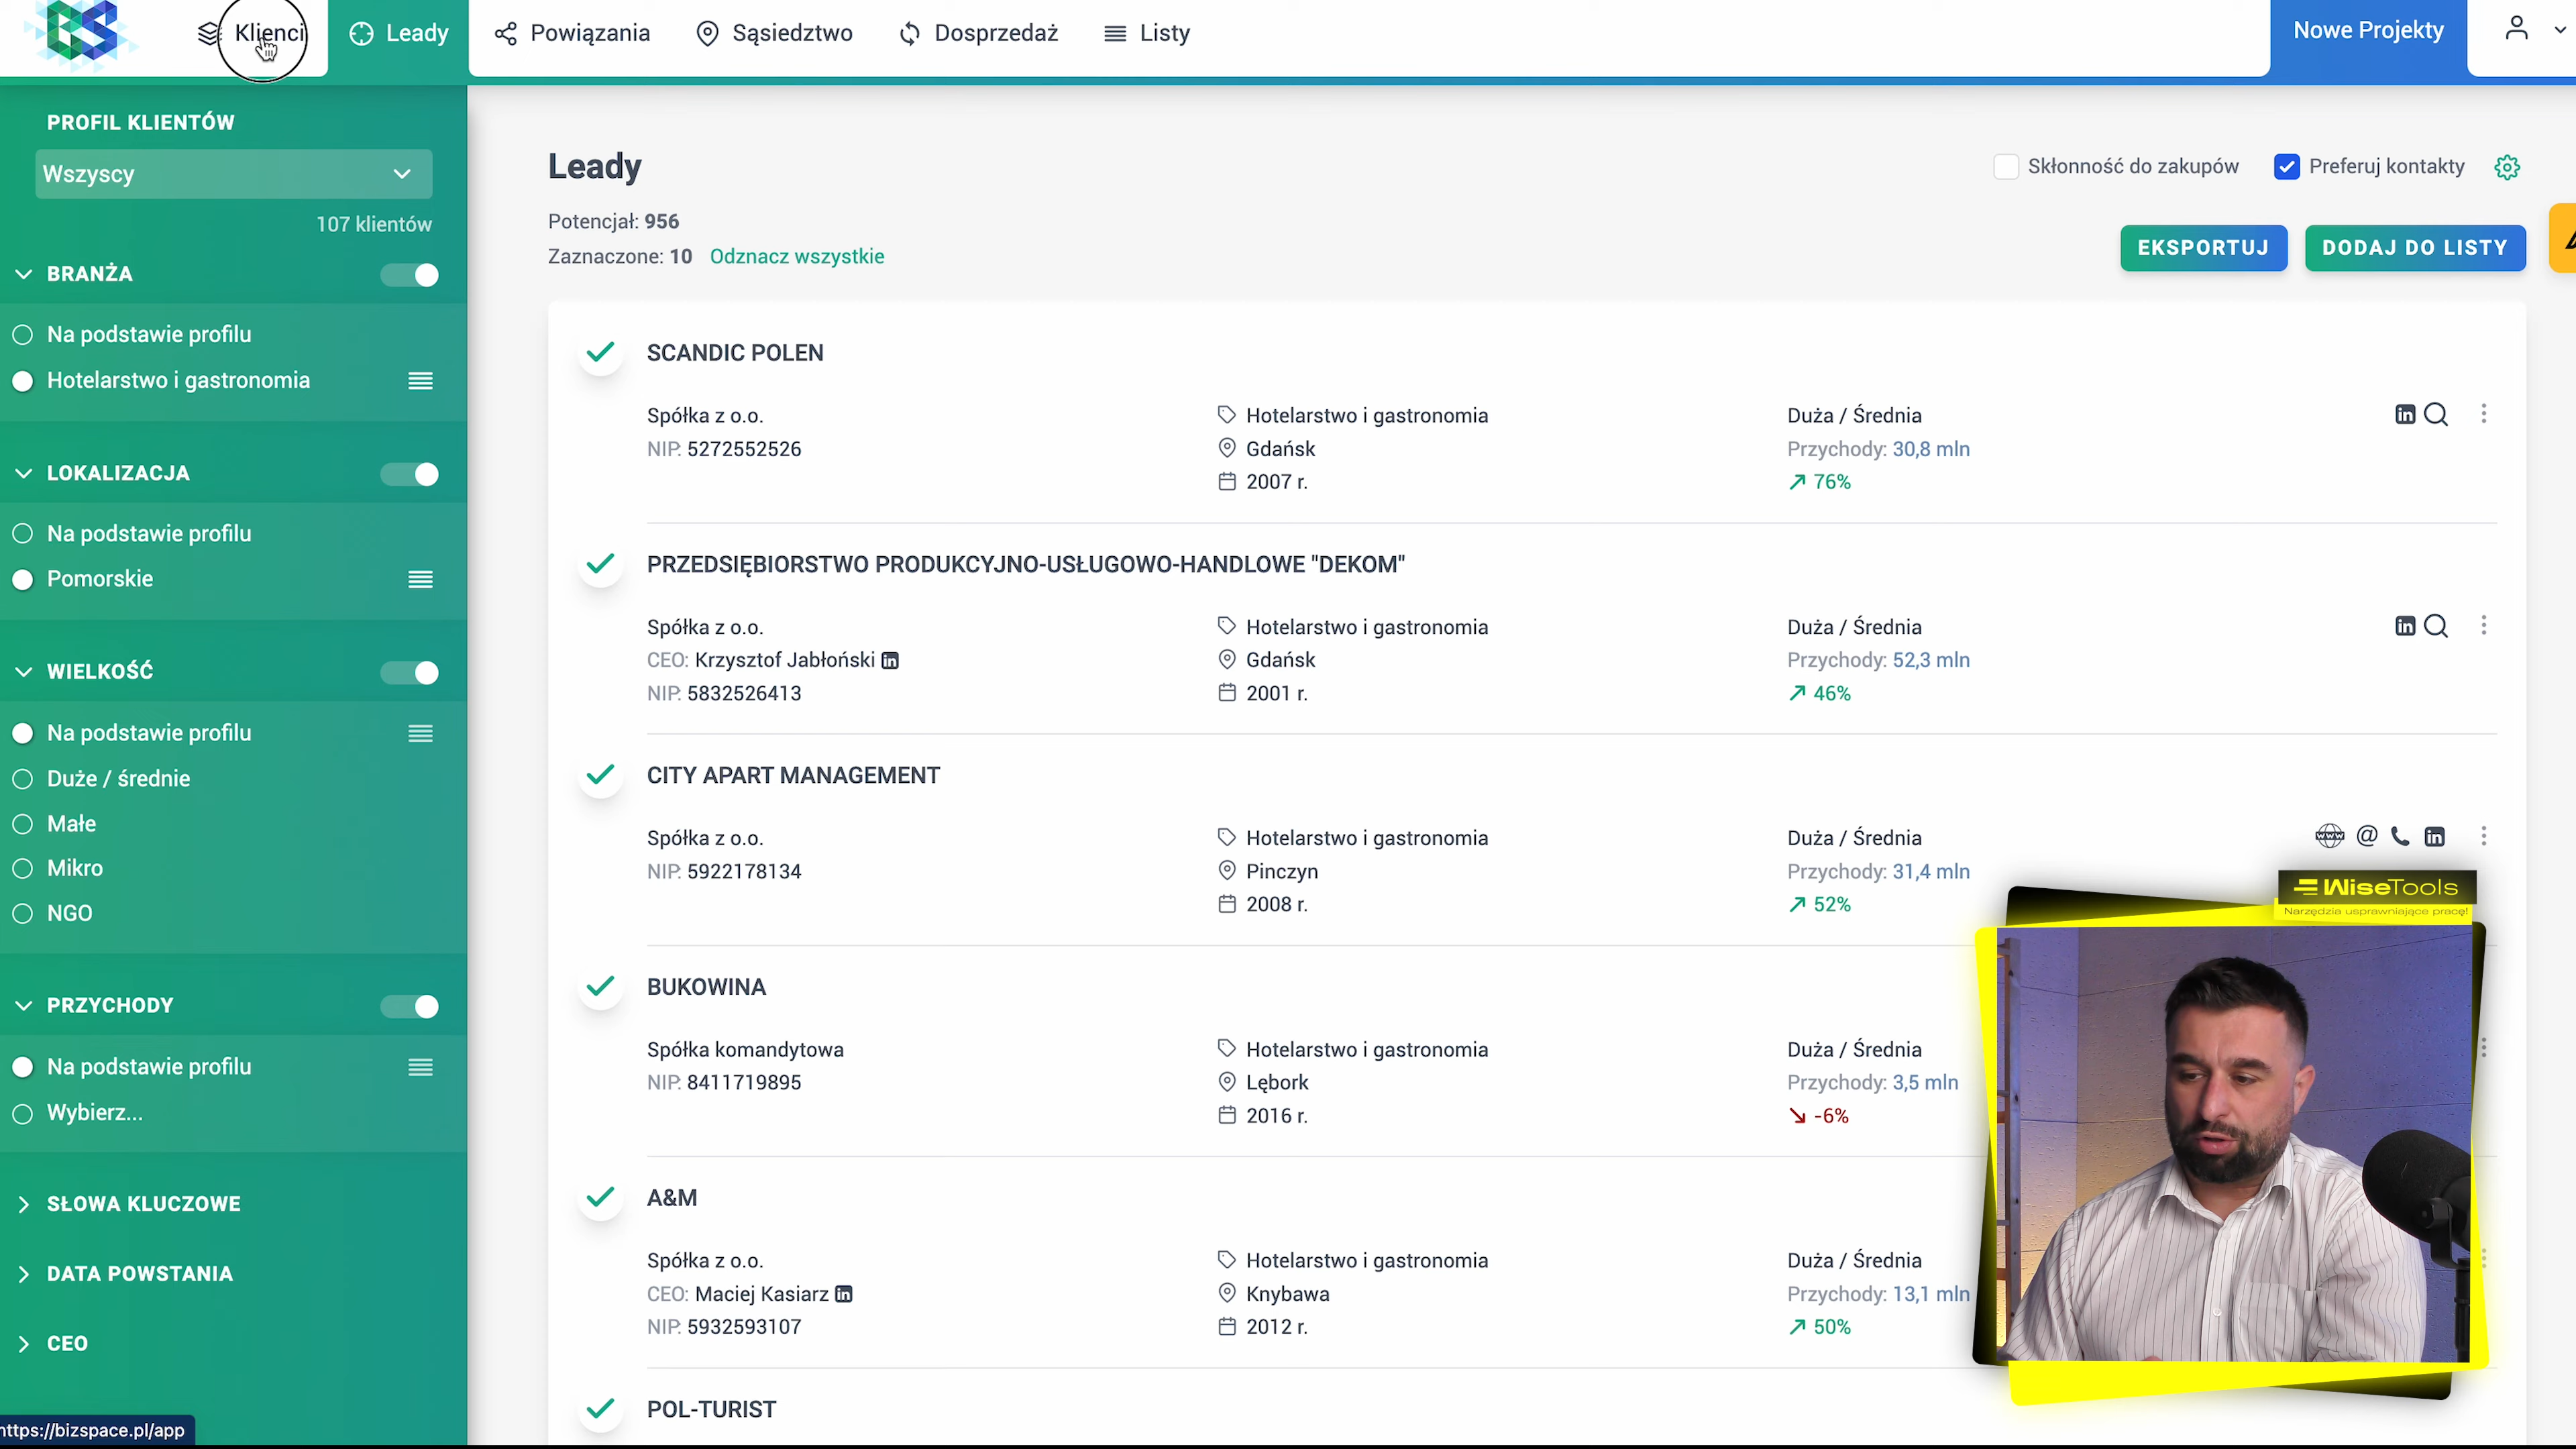 Klienci
Leady
Powiązania
Sąsiedztwo
Dosprzedaż
Listy
Nowe Projekty
PROFIL KLIENTÓW
Wszyscy
107 klientów
BRANŻA
Na podstawie profilu
Hotelarstwo i gastronomia
LOKALIZACJA
Na podstawie profilu
Pomorskie
WIELKOŚĆ
Na podstawie profilu
Duże / średnie
Małe
Mikro
NGO
PRZYCHODY
Na podstawie profilu
Wybierz...
SŁOWA KLUCZOWE
DATA POWSTANIA
CEO
https://bizspace.pl/app
Leady
Skłonność do zakupów
Preferuj kontakty
Potencjał: 956
Zaznaczone: 10 Odznacz wszystkie
EKSPORTUJ
DODAJ DO LISTY
SCANDIC POLEN
Spółka z o.o.
NIP: 5272552526
Hotelarstwo i gastronomia
Gdańsk
2007 r.
Duża / Średnia
Przychody: 30,8 mln
76%
PRZEDSIĘBIORSTWO PRODUKCYJNO-USŁUGOWO-HANDLOWE "DEKOM"
Spółka z o.o.
CEO: Krzysztof Jabłoński
NIP: 5832526413
Hotelarstwo i gastronomia
Gdańsk
2001 r.
Duża / Średnia
Przychody: 52,3 mln
46%
CITY APART MANAGEMENT
Spółka z o.o.
NIP: 5922178134
Hotelarstwo i gastronomia
Pinczyn
2008 r.
Duża / Średnia
Przychody: 31,4 mln
52%
BUKOWINA
Spółka komandytowa
NIP: 8411719895
Hotelarstwo i gastronomia
Lębork
2016 r.
Duża / Średnia
Przychody: 3,5 mln
-6%
A&M
Spółka z o.o.
CEO: Maciej Kasiarz
NIP: 5932593107
Hotelarstwo i gastronomia
Knybawa
2012 r.
Duża / Średnia
Przychody: 13,1 mln
50%
POL-TURIST
WiseTools
Narzędzia usprawniające pracę!